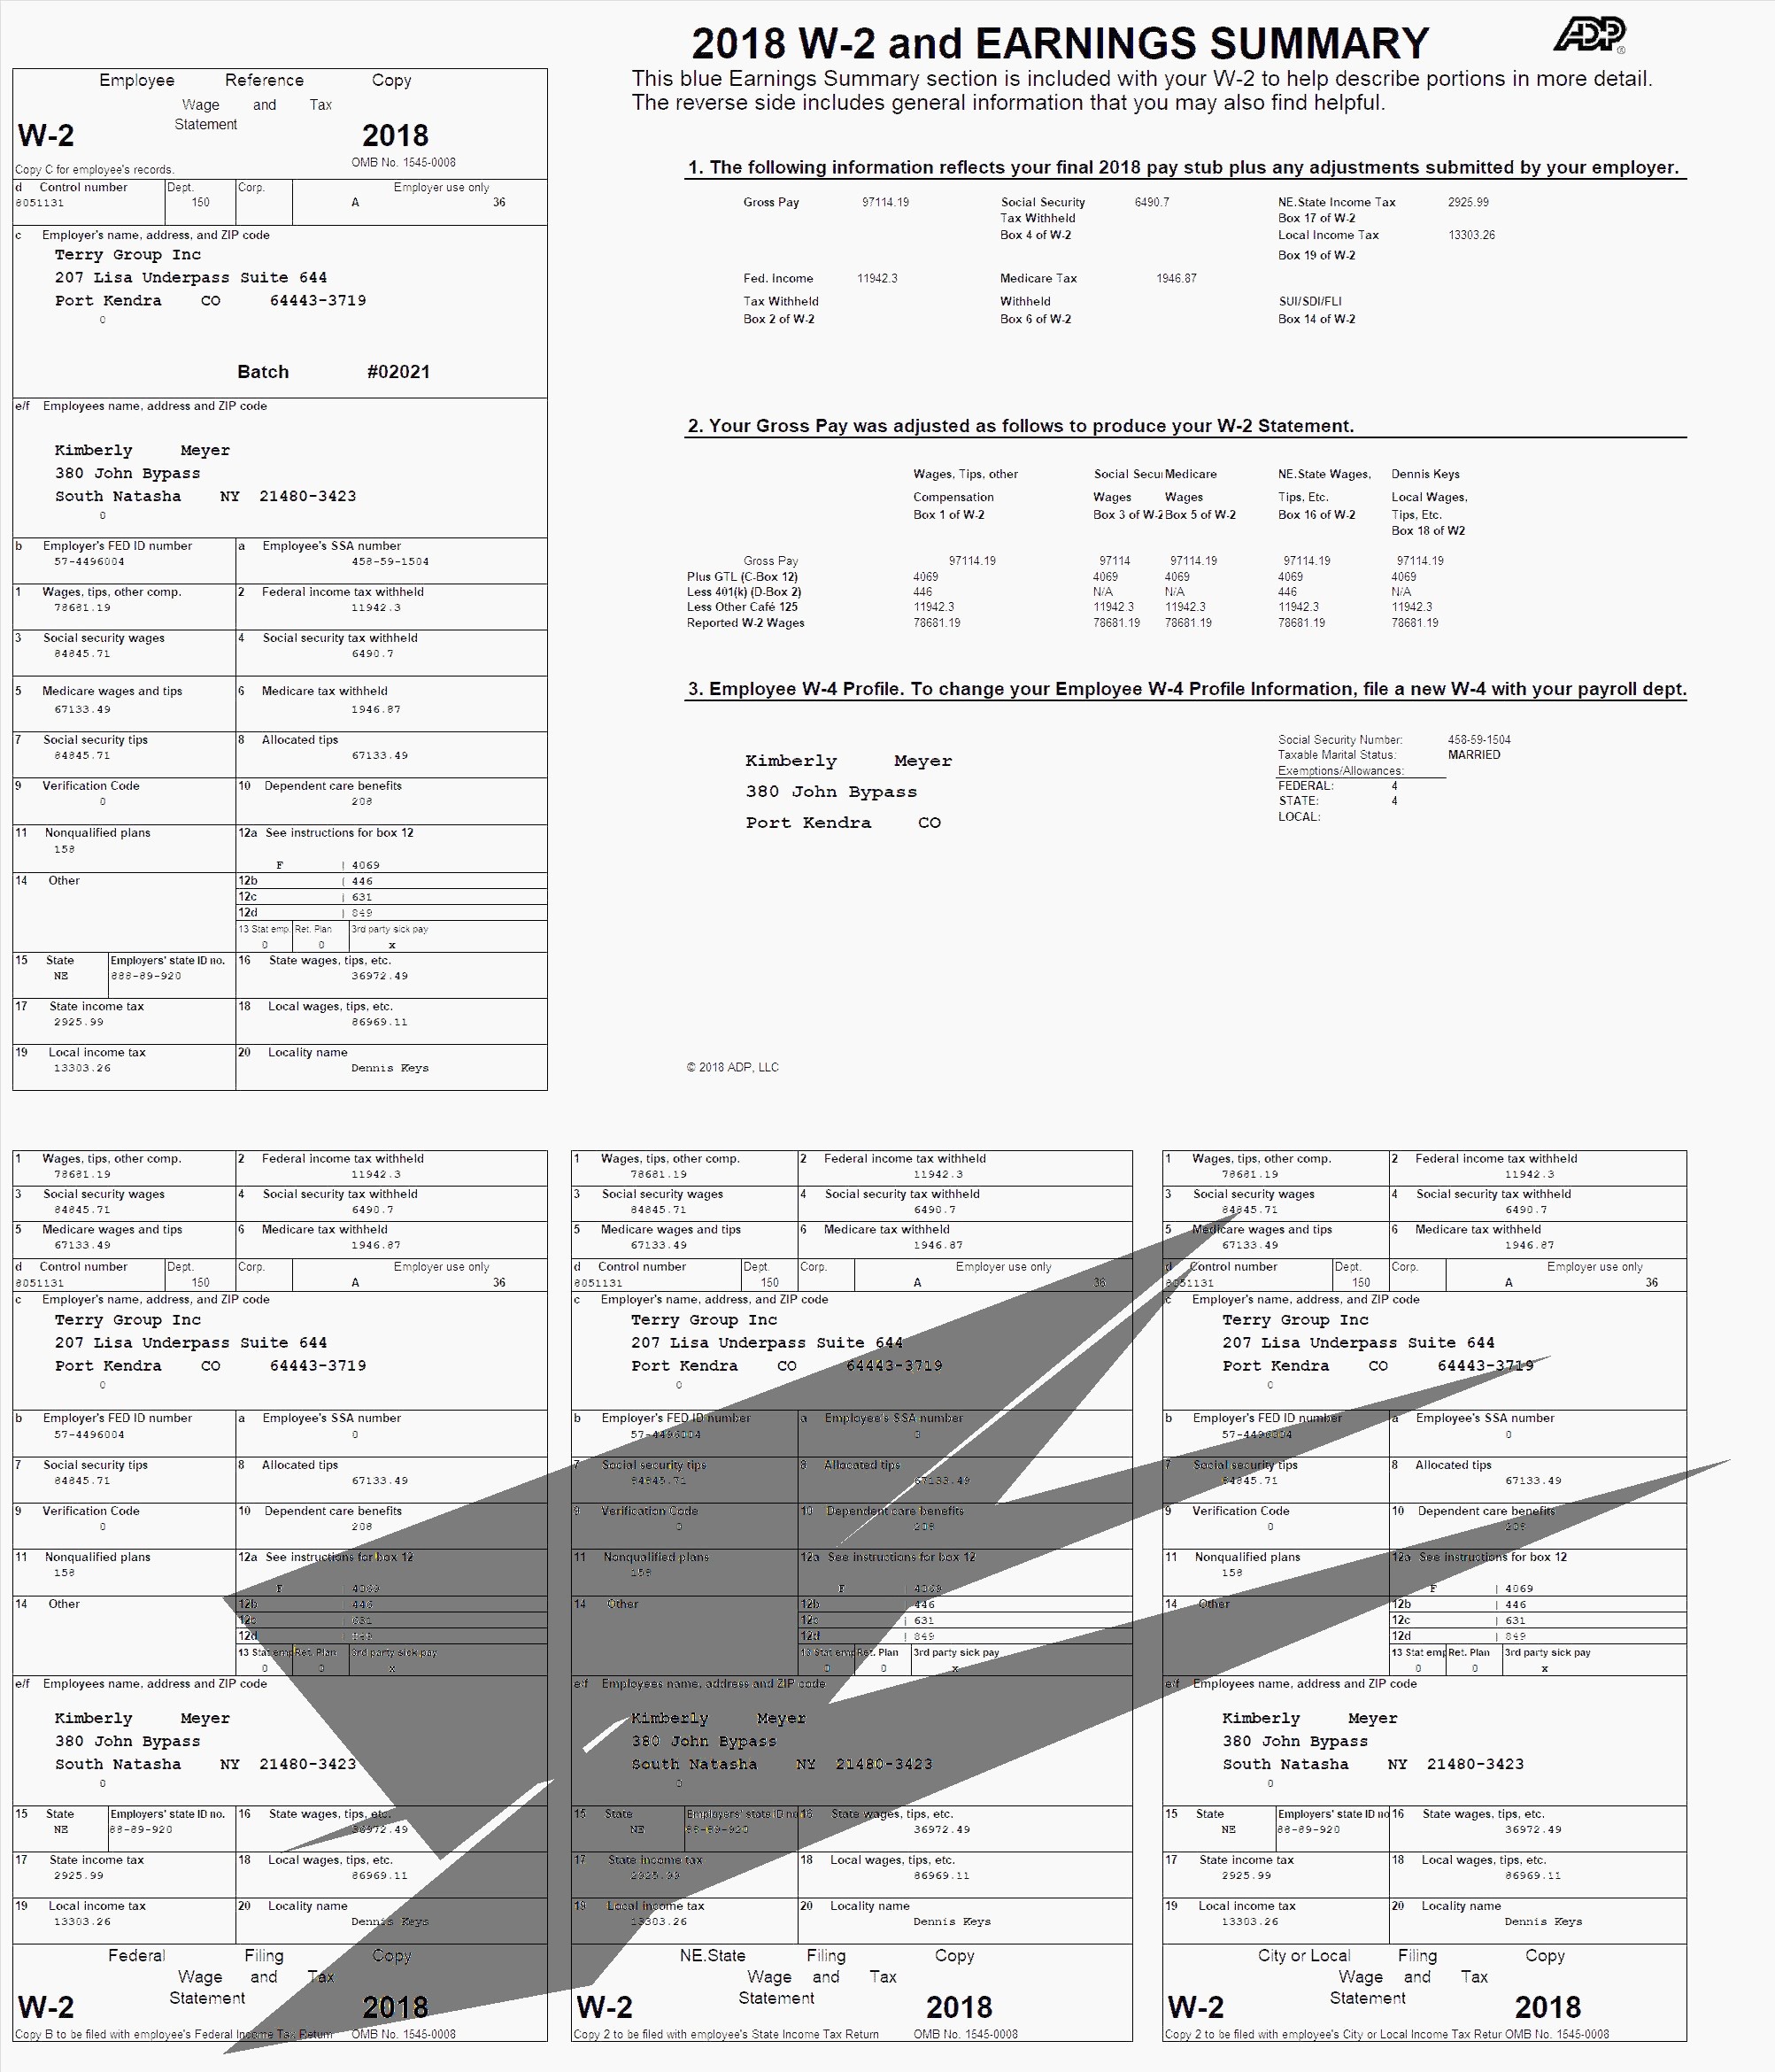 2018 W-2 and EARNINGS SUMMARY
ADP®
This blue Earnings Summary section is included with your W-2 to help describe portions in more detail.
The reverse side includes general information that you may also find helpful.
Employee Reference Copy
Wage and Tax
Statement
W-2 2018
Copy C for employee's records. OMB No. 1545-0008
d Control number Dept. Corp. Employer use only
8051131 150 A 36
c Employer's name, address, and ZIP code
Terry Group Inc
207 Lisa Underpass Suite 644
Port Kendra CO 64443-3719
0
Batch #02021
e/f Employees name, address and ZIP code
Kimberly Meyer
380 John Bypass
South Natasha NY 21480-3423
0
b Employer's FED ID number a Employee's SSA number
57-4496004 458-59-1504
1 Wages, tips, other comp. 2 Federal income tax withheld
78681.19 11942.3
3 Social security wages 4 Social security tax withheld
84845.71 6490.7
5 Medicare wages and tips 6 Medicare tax withheld
67133.49 1946.87
7 Social security tips 8 Allocated tips
84845.71 67133.49
9 Verification Code 10 Dependent care benefits
0 208
11 Nonqualified plans 12a See instructions for box 12
158
F | 4069
14 Other 12b | 446
12c | 631
12d | 849
13 Stat emp. Ret. Plan 3rd party sick pay
0 0 x
15 State Employers' state ID no. 16 State wages, tips, etc.
NE 888-89-920 36972.49
17 State income tax 18 Local wages, tips, etc.
2925.99 86969.11
19 Local income tax 20 Locality name
13303.26 Dennis Keys
1. The following information reflects your final 2018 pay stub plus any adjustments submitted by your employer.
Gross Pay 97114.19 Social Security 6490.7 NE.State Income Tax 2925.99
Tax Withheld Box 17 of W-2
Box 4 of W-2 Local Income Tax 13303.26
Box 19 of W-2
Fed. Income 11942.3 Medicare Tax 1946.87
Tax Withheld Withheld SUI/SDI/FLI
Box 2 of W-2 Box 6 of W-2 Box 14 of W-2
2. Your Gross Pay was adjusted as follows to produce your W-2 Statement.
Wages, Tips, other Social Secu Medicare NE.State Wages, Dennis Keys
Compensation Wages Wages Tips, Etc. Local Wages,
Box 1 of W-2 Box 3 of W-2 Box 5 of W-2 Box 16 of W-2 Tips, Etc.
Box 18 of W2
Gross Pay 97114.19 97114 97114.19 97114.19 97114.19
Plus GTL (C-Box 12) 4069 4069 4069 4069 4069
Less 401(k) (D-Box 2) 446 N/A N/A 446 N/A
Less Other Café 125 11942.3 11942.3 11942.3 11942.3 11942.3
Reported W-2 Wages 78681.19 78681.19 78681.19 78681.19 78681.19
3. Employee W-4 Profile. To change your Employee W-4 Profile Information, file a new W-4 with your payroll dept.
Kimberly Meyer
380 John Bypass
Port Kendra CO
Social Security Number: 458-59-1504
Taxable Marital Status: MARRIED
Exemptions/Allowances:
FEDERAL: 4
STATE: 4
LOCAL:
© 2018 ADP, LLC
1 Wages, tips, other comp. 2 Federal income tax withheld
78681.19 11942.3
3 Social security wages 4 Social security tax withheld
84845.71 6490.7
5 Medicare wages and tips 6 Medicare tax withheld
67133.49 1946.87
d Control number Dept. Corp. Employer use only
8051131 150 A 36
c Employer's name, address, and ZIP code
Terry Group Inc
207 Lisa Underpass Suite 644
Port Kendra CO 64443-3719
0
b Employer's FED ID number a Employee's SSA number
57-4496004 0
7 Social security tips 8 Allocated tips
84845.71 67133.49
9 Verification Code 10 Dependent care benefits
0 208
11 Nonqualified plans 12a See instructions for box 12
158
F | 4069
14 Other 12b | 446
12c | 631
12d | 849
13 Stat emp. Ret. Plan 3rd party sick pay
0 0 x
e/f Employees name, address and ZIP code
Kimberly Meyer
380 John Bypass
South Natasha NY 21480-3423
0
15 State Employers' state ID no. 16 State wages, tips, etc.
NE 88-89-920 36972.49
17 State income tax 18 Local wages, tips, etc.
2925.99 86969.11
19 Local income tax 20 Locality name
13303.26 Dennis Keys
Federal Filing Copy
Wage and Tax
Statement
W-2 2018
Copy B to be filed with employee's Federal Income Tax Return OMB No. 1545-0008
1 Wages, tips, other comp. 2 Federal income tax withheld
78681.19 11942.3
3 Social security wages 4 Social security tax withheld
84845.71 6490.7
5 Medicare wages and tips 6 Medicare tax withheld
67133.49 1946.87
d Control number Dept. Corp. Employer use only
8051131 150 A 36
c Employer's name, address, and ZIP code
Terry Group Inc
207 Lisa Underpass Suite 644
Port Kendra CO 64443-3719
0
b Employer's FED ID number a Employee's SSA number
57-4496004 0
7 Social security tips 8 Allocated tips
84845.71 67133.49
9 Verification Code 10 Dependent care benefits
0 208
11 Nonqualified plans 12a See instructions for box 12
158
F | 4069
14 Other 12b | 446
12c | 631
12d | 849
13 Stat emp Ret. Plan 3rd party sick pay
0 0 x
e/f Employees name, address and ZIP code
Kimberly Meyer
380 John Bypass
South Natasha NY 21480-3423
0
15 State Employers' state ID no 16 State wages, tips, etc.
NE 88-89-920 36972.49
17 State income tax 18 Local wages, tips, etc.
2925.99 86969.11
19 Local income tax 20 Locality name
13303.26 Dennis Keys
NE.State Filing Copy
Wage and Tax
Statement
W-2 2018
Copy 2 to be filed with employee's State Income Tax Return OMB No. 1545-0008
1 Wages, tips, other comp. 2 Federal income tax withheld
78681.19 11942.3
3 Social security wages 4 Social security tax withheld
84845.71 6490.7
5 Medicare wages and tips 6 Medicare tax withheld
67133.49 1946.87
d Control number Dept. Corp. Employer use only
8051131 150 A 36
c Employer's name, address, and ZIP code
Terry Group Inc
207 Lisa Underpass Suite 644
Port Kendra CO 64443-3719
0
b Employer's FED ID number a Employee's SSA number
57-4496004 0
7 Social security tips 8 Allocated tips
84845.71 67133.49
9 Verification Code 10 Dependent care benefits
0 208
11 Nonqualified plans 12a See instructions for box 12
158
F | 4069
14 Other 12b | 446
12c | 631
12d | 849
13 Stat emp Ret. Plan 3rd party sick pay
0 0 x
e/f Employees name, address and ZIP code
Kimberly Meyer
380 John Bypass
South Natasha NY 21480-3423
0
15 State Employers' state ID no 16 State wages, tips, etc.
NE 88-89-920 36972.49
17 State income tax 18 Local wages, tips, etc.
2925.99 86969.11
19 Local income tax 20 Locality name
13303.26 Dennis Keys
City or Local Filing Copy
Wage and Tax
Statement
W-2 2018
Copy 2 to be filed with employee's City or Local Income Tax Retur OMB No. 1545-0008